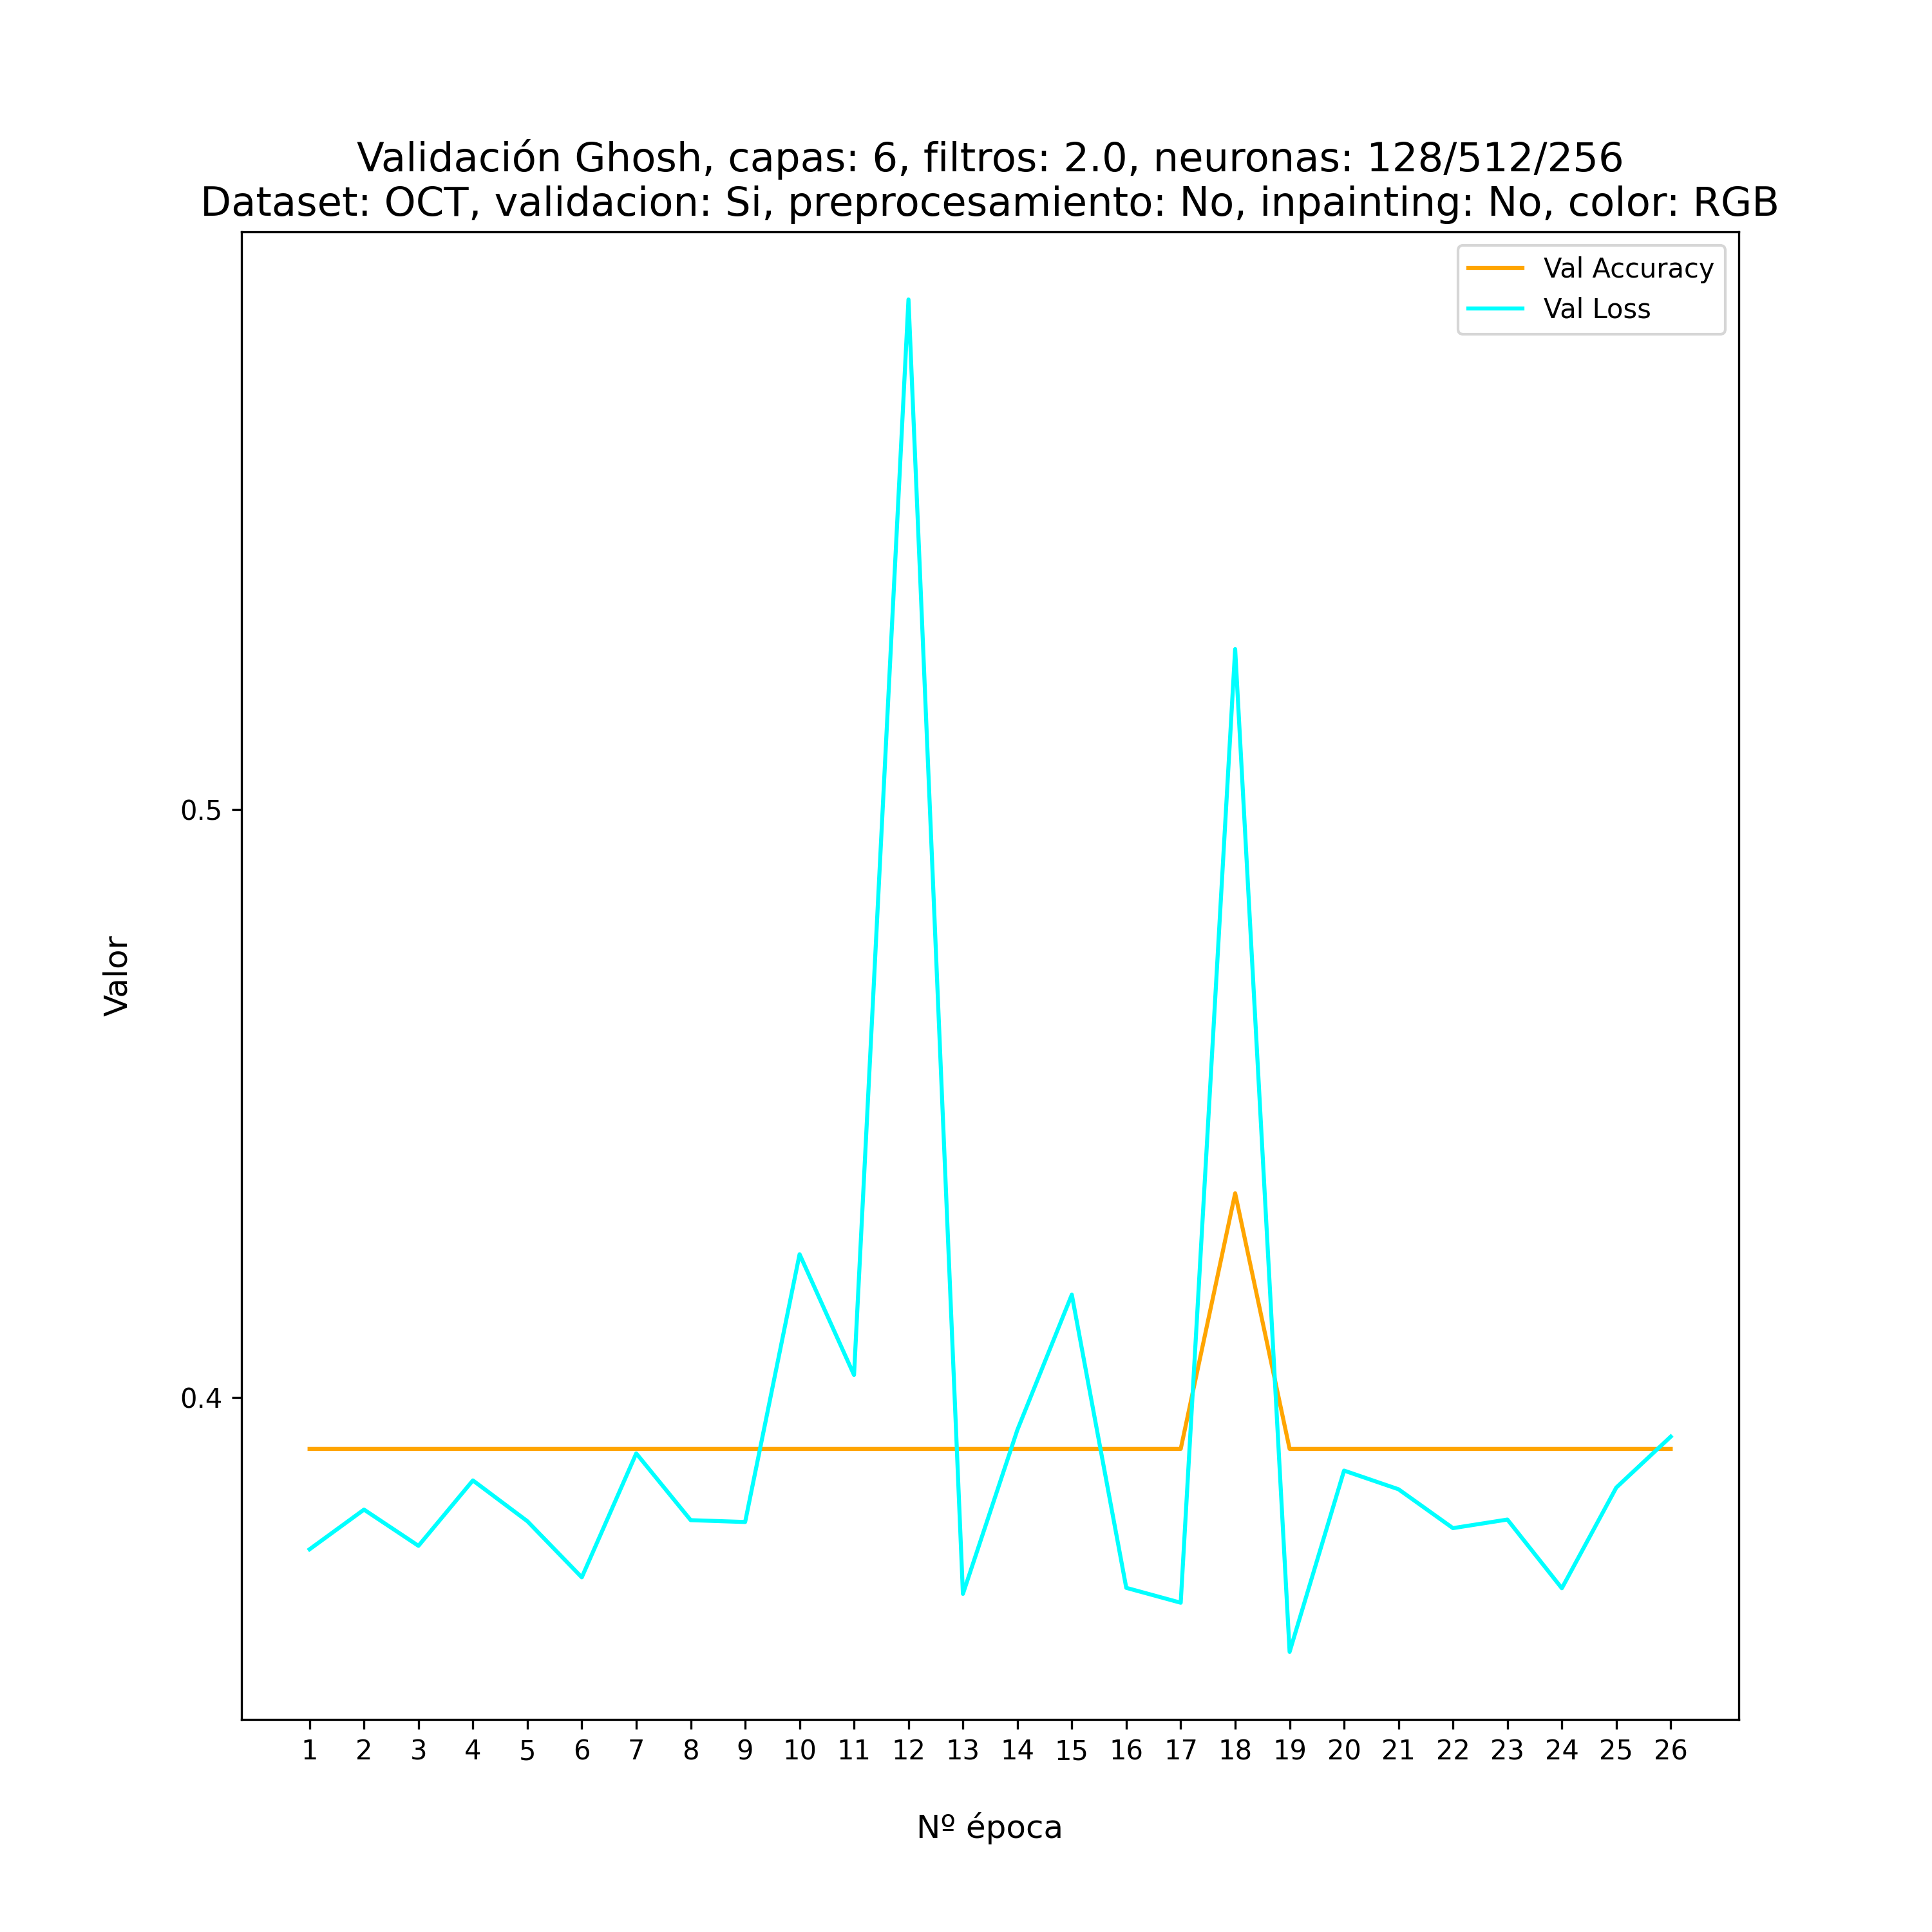 Validación Ghosh, capas: 6, filtros: 2.0, neuronas: 128/512/256
Dataset: OCT, validacion: Si, preprocesamiento: No, inpainting: No, color: RGB
Val Accuracy
Val Loss
0.5
0.4
Valor
1 2 3 4 5 6 7 8 9 10 11 12 13 14 15 16 17 18 19 20 21 22 23 24 25 26
Nº época